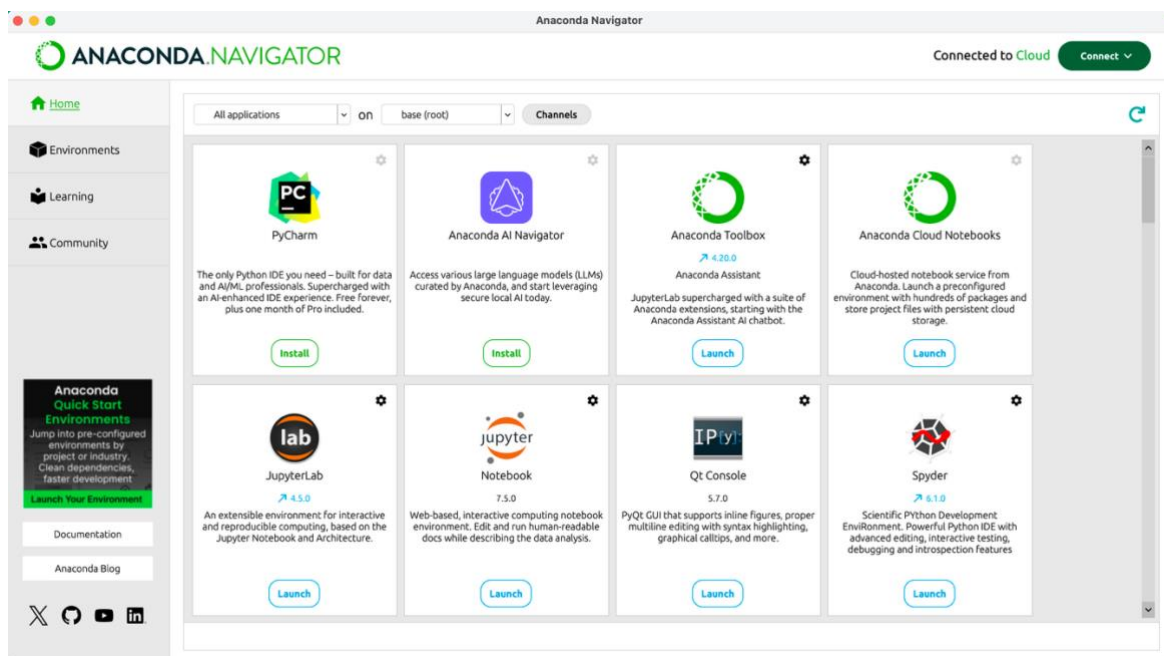 Anaconda Navigator
ANACONDA.NAVIGATOR
Connected to Cloud
Connect
Home
Environments
Learning
Community
Anaconda
Quick Start
Environments
Jump into pre-configured
environments by
project or industry.
Clean dependencies,
faster development
Launch Your Environment
Documentation
Anaconda Blog
All applications
on
base (root)
Channels
PC
PyCharm
The only Python IDE you need – built for data
and AI/ML professionals. Supercharged with
an AI-enhanced IDE experience. Free forever,
plus one month of Pro included.
Install
Anaconda AI Navigator
Access various large language models (LLMs)
curated by Anaconda, and start leveraging
secure local AI today.
Install
Anaconda Toolbox
4.20.0
Anaconda Assistant
JupyterLab supercharged with a suite of
Anaconda extensions, starting with the
Anaconda Assistant AI chatbot.
Launch
Anaconda Cloud Notebooks
Cloud-hosted notebook service from
Anaconda. Launch a preconfigured
environment with hundreds of packages and
store project files with persistent cloud
storage.
Launch
lab
JupyterLab
4.5.0
An extensible environment for interactive
and reproducible computing, based on the
Jupyter Notebook and Architecture.
Launch
jupyter
Notebook
7.5.0
Web-based, interactive computing notebook
environment. Edit and run human-readable
docs while describing the data analysis.
Launch
IP[y]:
Qt Console
5.7.0
PyQt GUI that supports inline figures, proper
multiline editing with syntax highlighting,
graphical calltips, and more.
Launch
Spyder
6.1.0
Scientific PYthon Development
EnviRonment. Powerful Python IDE with
advanced editing, interactive testing,
debugging and introspection features
Launch
X
in